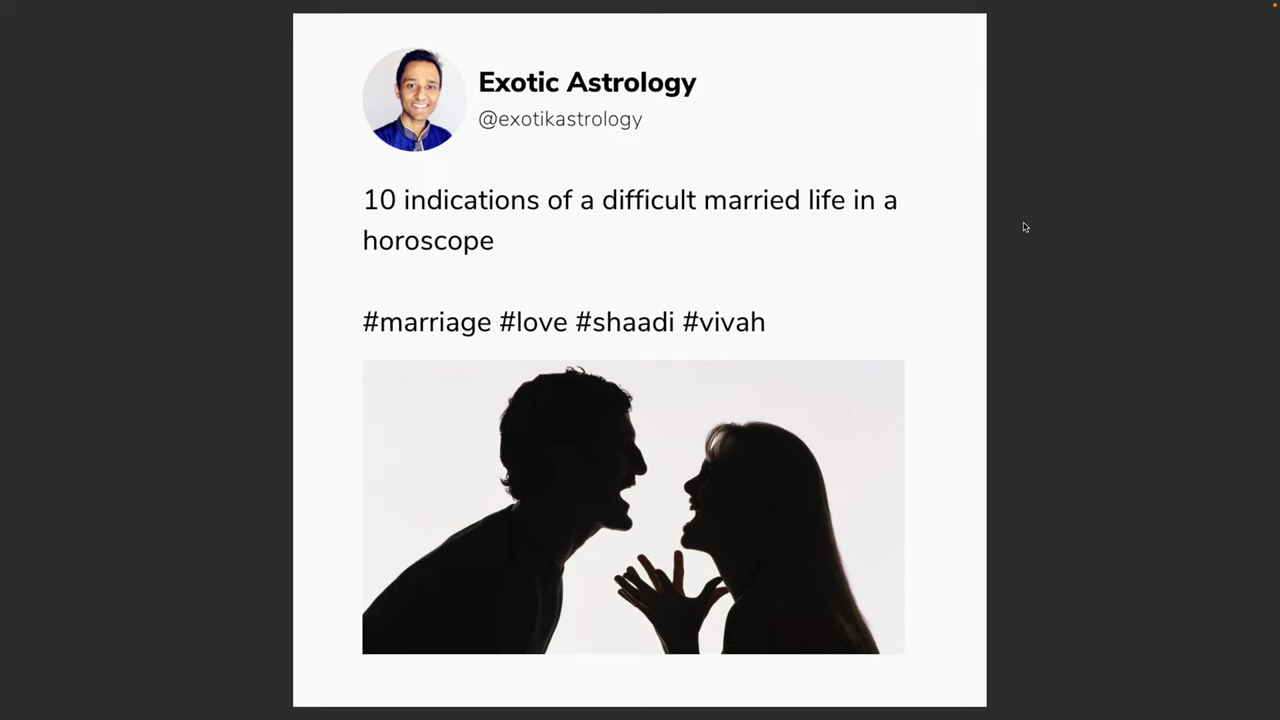 Exotic Astrology
@exotikastrology
10 indications of a difficult married life in a
horoscope
#marriage #love #shaadi #vivah